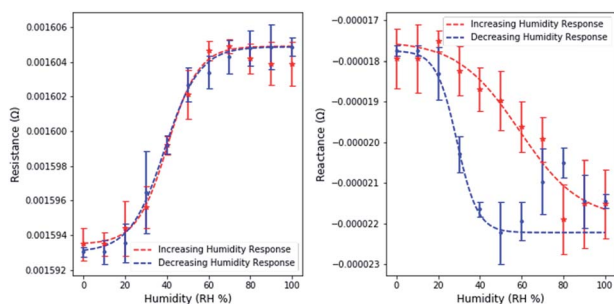 0.001606
0.001604
0.001602
0.001600
0.001598
0.001596
0.001594
0.001592
Resistance (Ω)
0 20 40 60 80 100
Humidity (RH %)
Increasing Humidity Response
Decreasing Humidity Response
−0.000017
−0.000018
−0.000019
−0.000020
−0.000021
−0.000022
−0.000023
Reactance (Ω)
0 20 40 60 80 100
Humidity (RH %)
Increasing Humidity Response
Decreasing Humidity Response